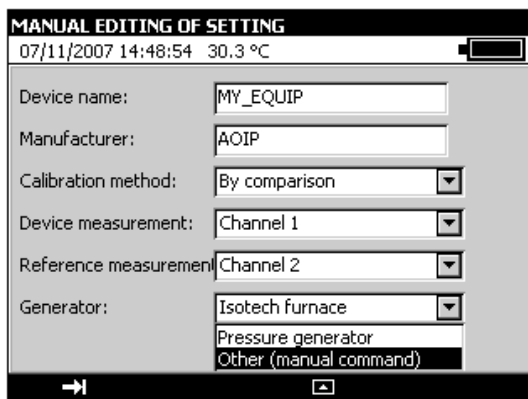 MANUAL EDITING OF SETTING
07/11/2007 14:48:54 30.3 °C
Device name: MY_EQUIP
Manufacturer: AOIP
Calibration method: By comparison
Device measurement: Channel 1
Reference measuremen Channel 2
Generator: Isotech furnace
Pressure generator
Other (manual command)